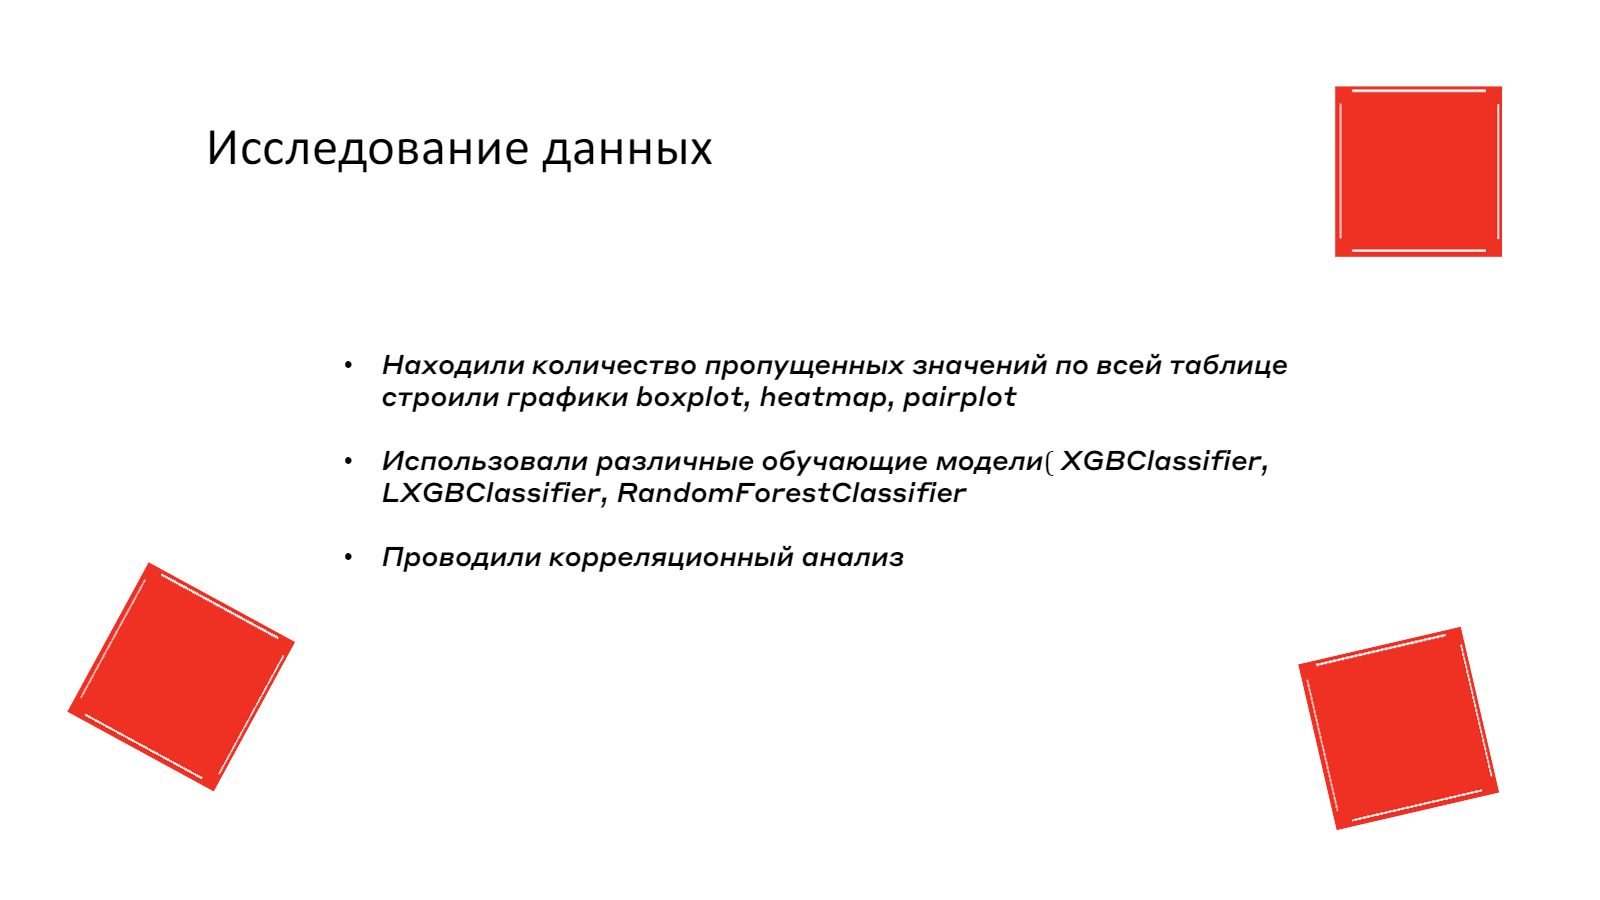 Исследование данных
• Находили количество пропущенных значений по всей таблице
строили графики boxplot, heatmap, pairplot
• Использовали различные обучающие модели( XGBClassifier,
LXGBClassifier, RandomForestClassifier
• Проводили корреляционный анализ